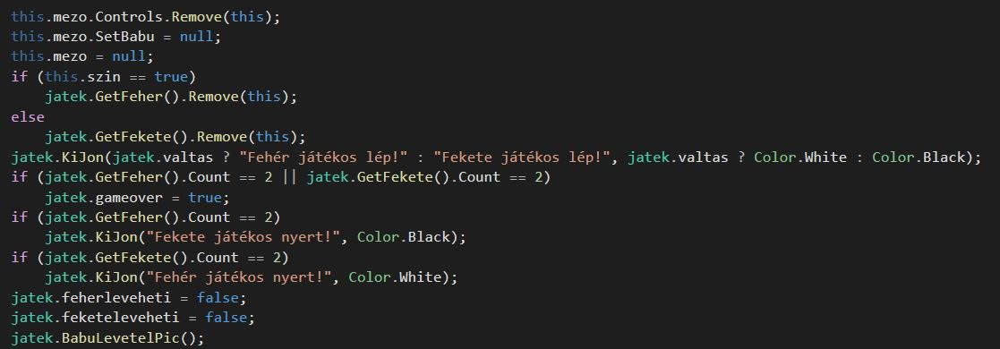 this.mezo.Controls.Remove(this);
this.mezo.SetBabu = null;
this.mezo = null;
if (this.szin == true)
    jatek.GetFeher().Remove(this);
else
    jatek.GetFekete().Remove(this);
jatek.KiJon(jatek.valtas ? "Fehér játékos lép!" : "Fekete játékos lép!", jatek.valtas ? Color.White : Color.Black);
if (jatek.GetFeher().Count == 2 || jatek.GetFekete().Count == 2)
    jatek.gameover = true;
if (jatek.GetFeher().Count == 2)
    jatek.KiJon("Fekete játékos nyert!", Color.Black);
if (jatek.GetFekete().Count == 2)
    jatek.KiJon("Fehér játékos nyert!", Color.White);
jatek.feherleveheti = false;
jatek.feketeleveheti = false;
jatek.BabuLevetelPic();